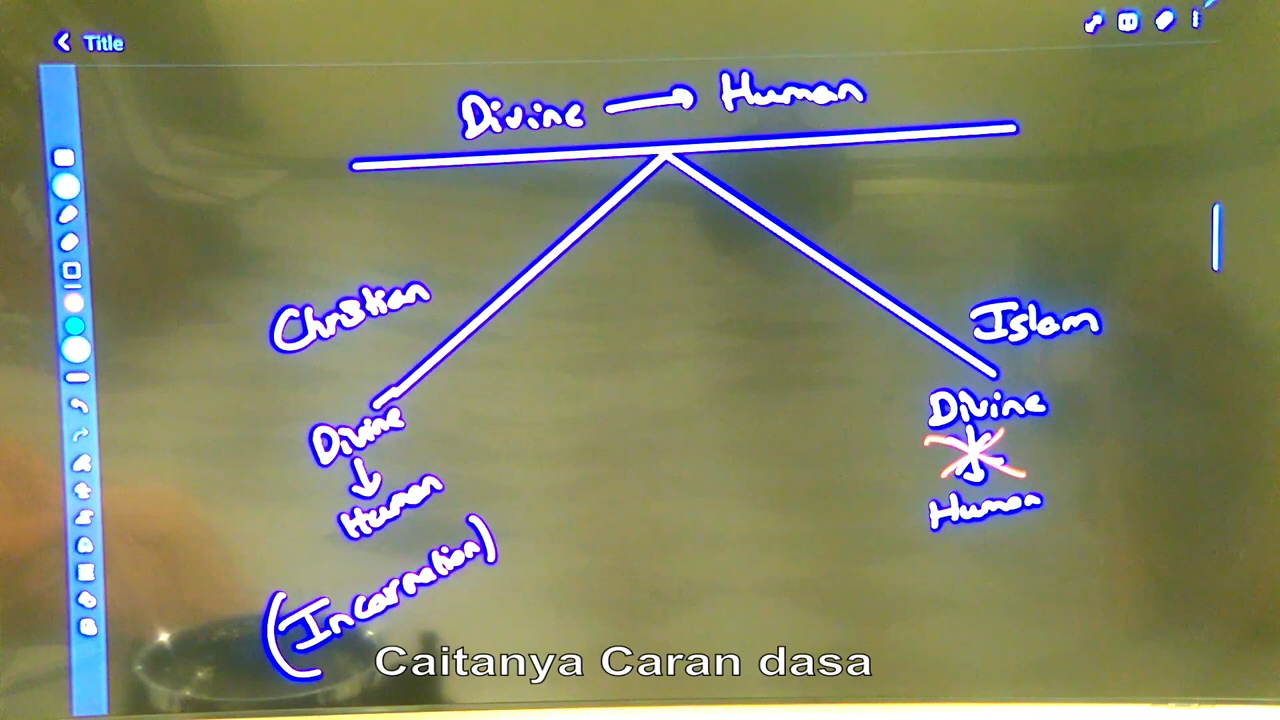 Title
Divine → Human
Christian
Islam
Divine
↓
Human
(Incarnation)
Divine
↓
Human
Caitanya Caran dasa